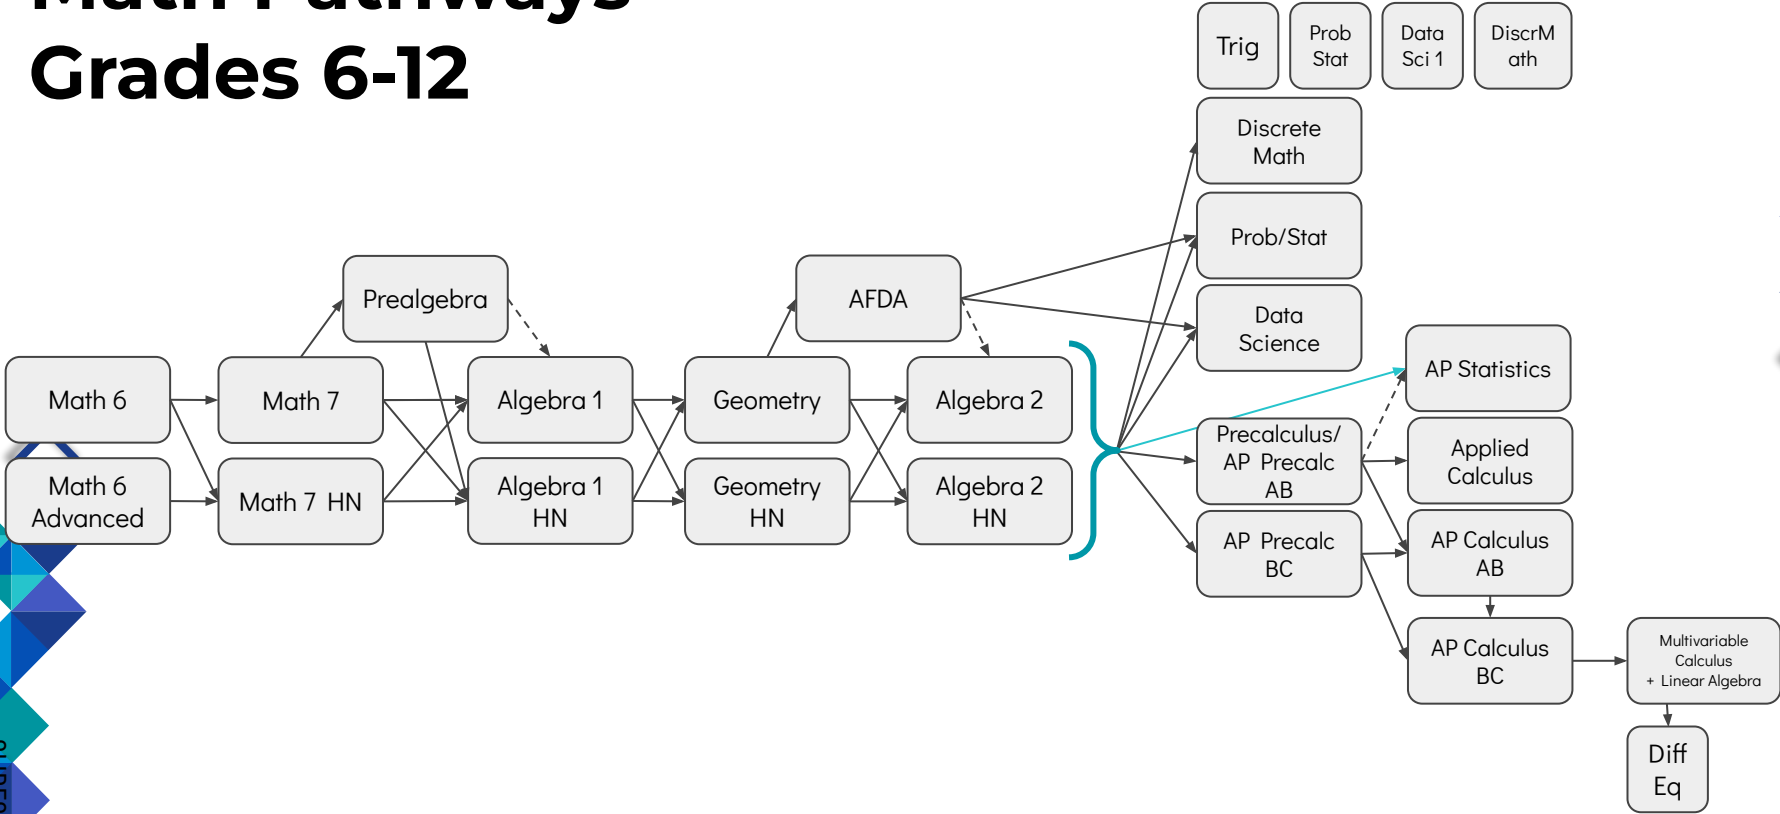 Math Pathways
Grades 6-12
Trig
Prob
Stat
Data
Sci 1
DiscrM
ath
Discrete
Math
Prob/Stat
Data
Science
Prealgebra
AFDA
Math 6
Math 7
Algebra 1
Geometry
Algebra 2
AP Statistics
Math 6
Advanced
Math 7 HN
Algebra 1
HN
Geometry
HN
Algebra 2
HN
Precalculus/
AP Precalc
AB
Applied
Calculus
AP Precalc
BC
AP Calculus
AB
AP Calculus
BC
Multivariable
Calculus
+ Linear Algebra
Diff
Eq